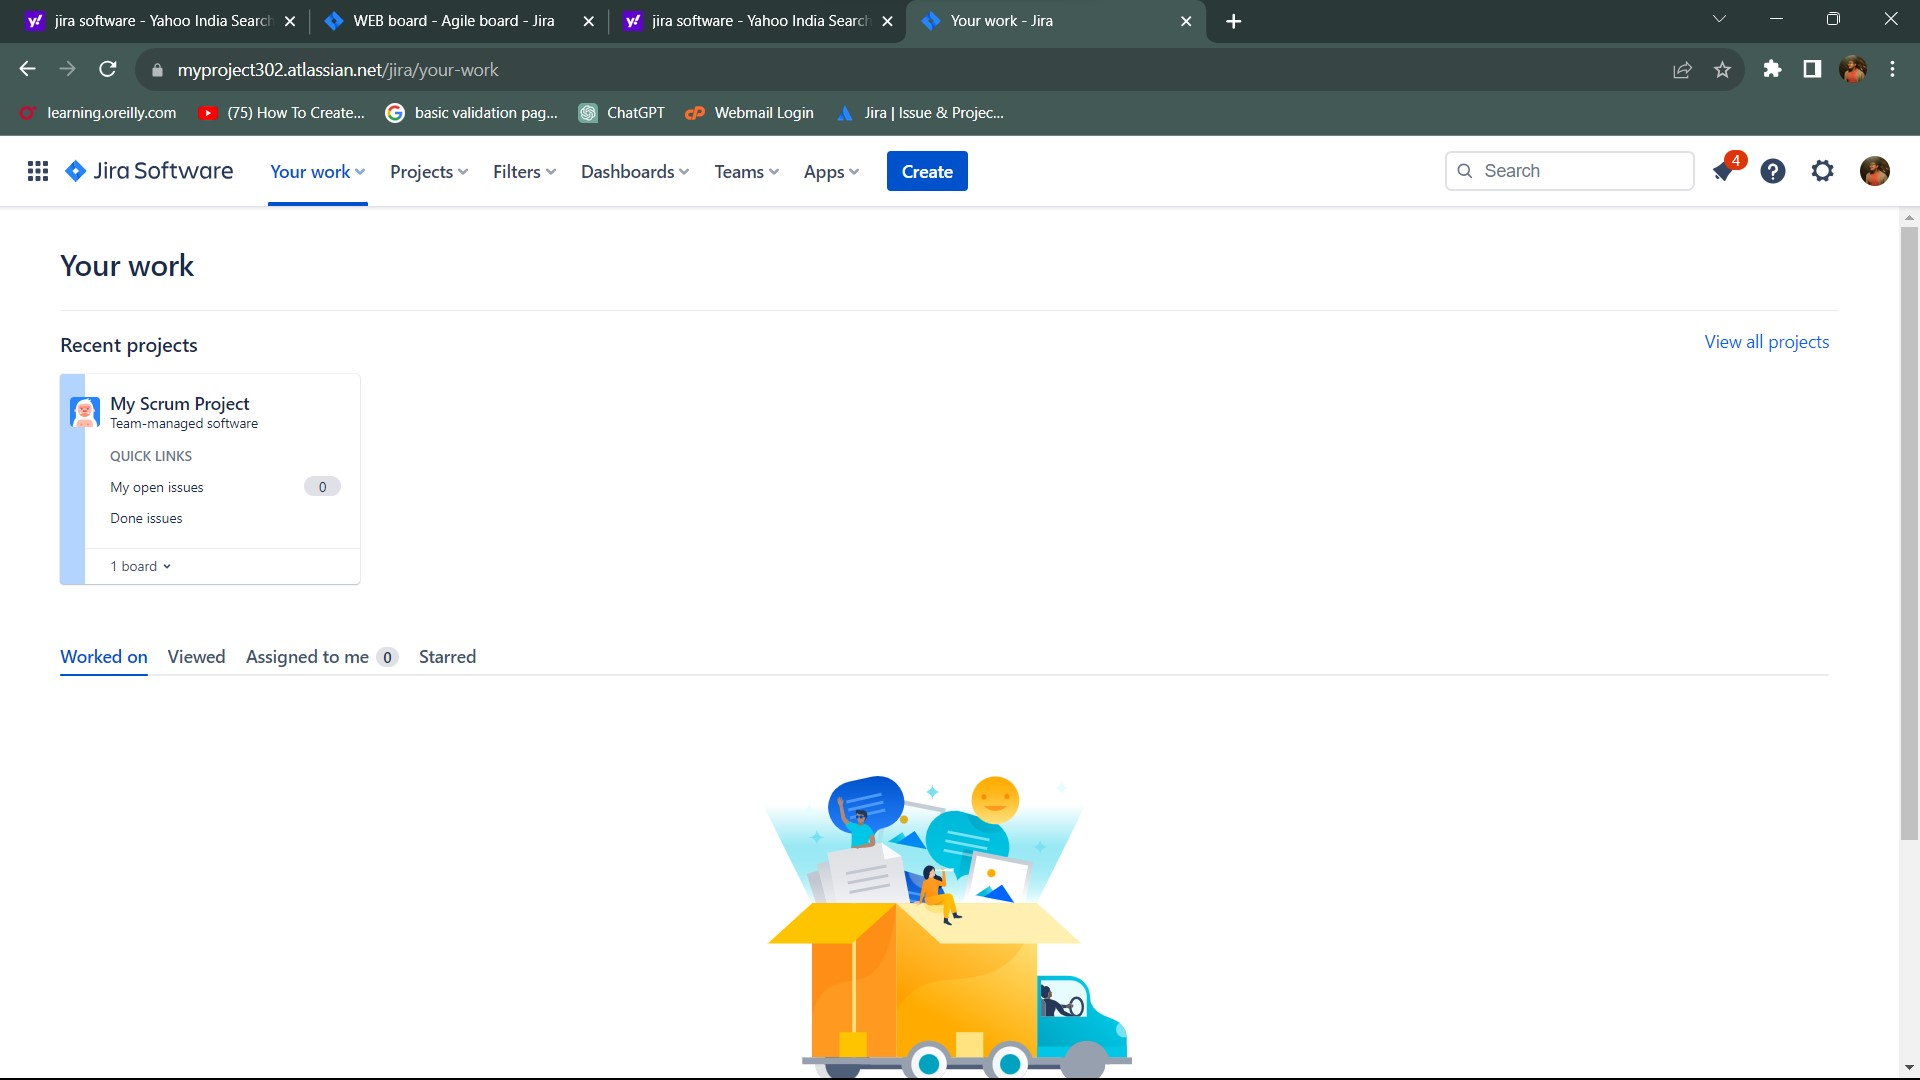 jira software - Yahoo India Search
WEB board - Agile board - Jira
jira software - Yahoo India Search
Your work - Jira
myproject302.atlassian.net/jira/your-work
learning.oreilly.com
(75) How To Create...
basic validation pag...
ChatGPT
Webmail Login
Jira | Issue & Projec...
Jira Software
Your work
Projects
Filters
Dashboards
Teams
Apps
Create
Search
4
Your work
Recent projects
View all projects
My Scrum Project
Team-managed software
QUICK LINKS
My open issues
0
Done issues
1 board
Worked on
Viewed
Assigned to me 0
Starred